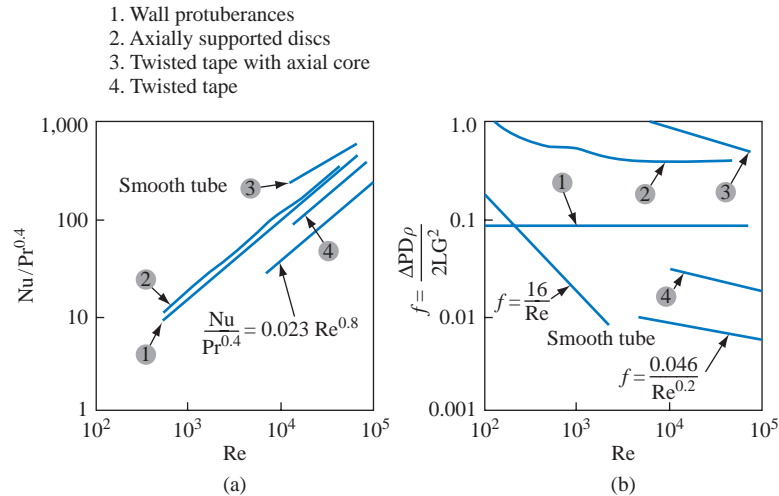 1. Wall protuberances
2. Axially supported discs
3. Twisted tape with axial core
4. Twisted tape
1,000
100
10
1
Nu/Pr^0.4
Smooth tube
3
2
4
1
Nu/Pr^0.4 = 0.023 Re^0.8
10^2
10^3
10^4
10^5
Re
(a)
1.0
0.1
0.01
0.001
f = ΔPDρ/2LG^2
1
2
3
4
f = 16/Re
Smooth tube
f = 0.046/Re^0.2
10^2
10^3
10^4
10^5
Re
(b)